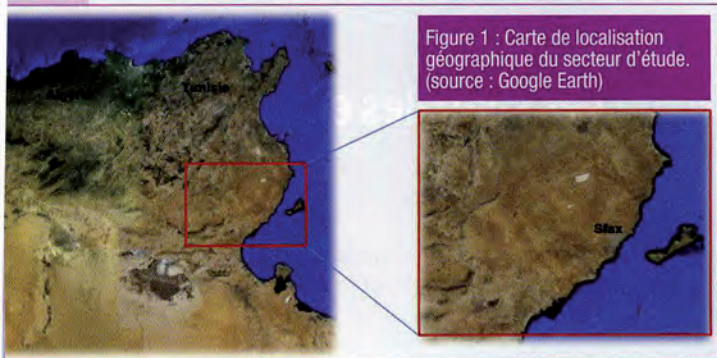 Figure 1 : Carte de localisation
géographique du secteur d'étude.
(source : Google Earth)
Tunisie
Sfax